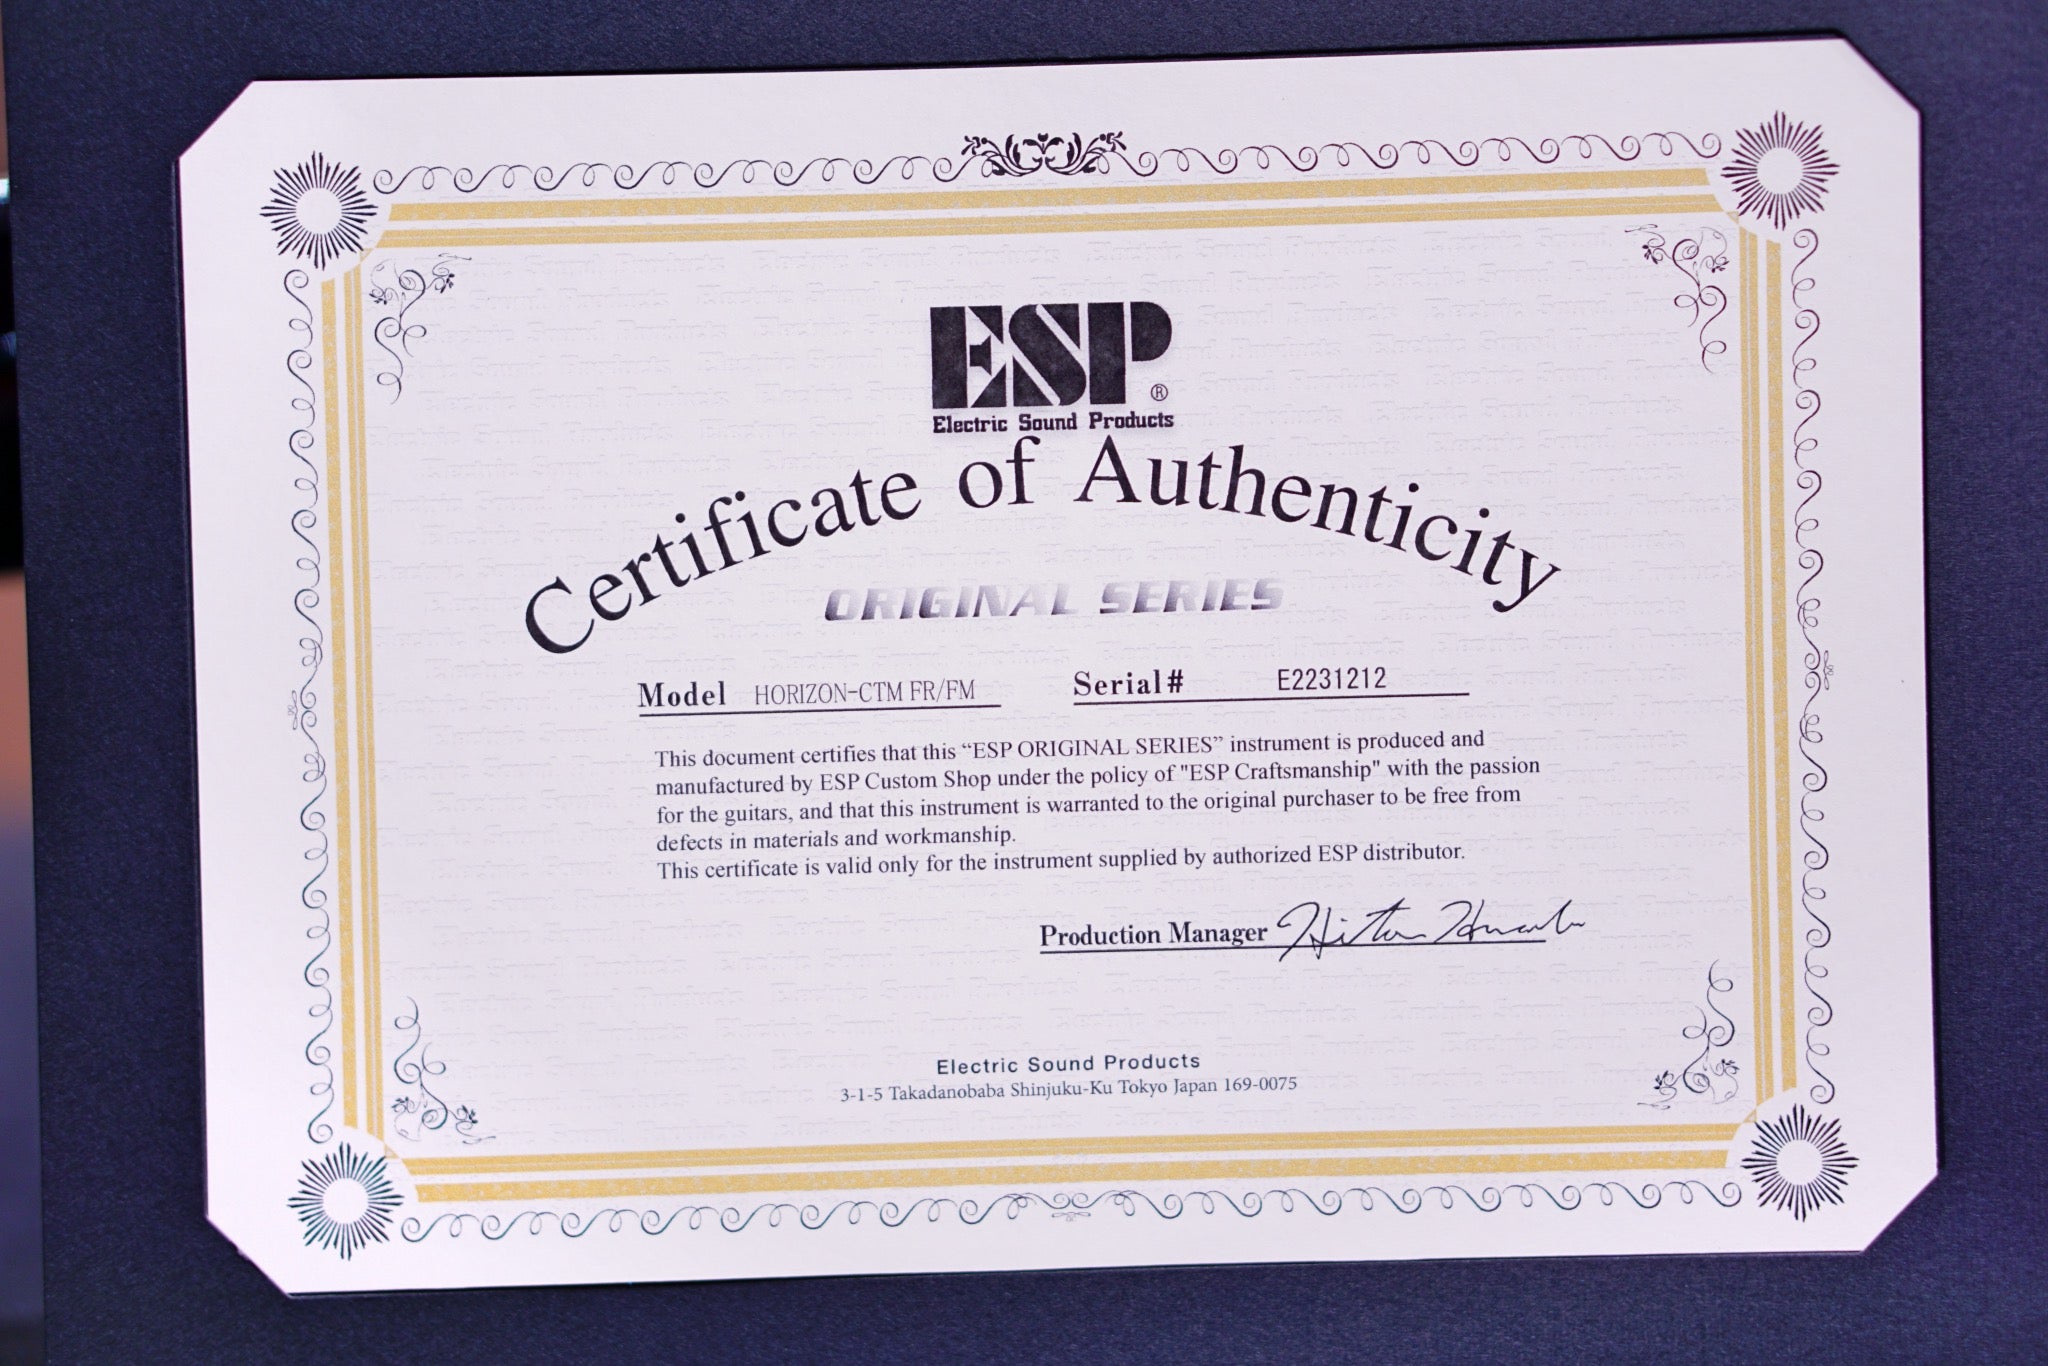 ESP®
Electric Sound Products
Certificate of Authenticity
ORIGINAL SERIES
Model HORIZON-CTM FR/FM Serial# E2231212
This document certifies that this “ESP ORIGINAL SERIES” instrument is produced and
manufactured by ESP Custom Shop under the policy of "ESP Craftsmanship" with the passion
for the guitars, and that this instrument is warranted to the original purchaser to be free from
defects in materials and workmanship.
This certificate is valid only for the instrument supplied by authorized ESP distributor.
Production Manager
Electric Sound Products
3-1-5 Takadanobaba Shinjuku-Ku Tokyo Japan 169-0075